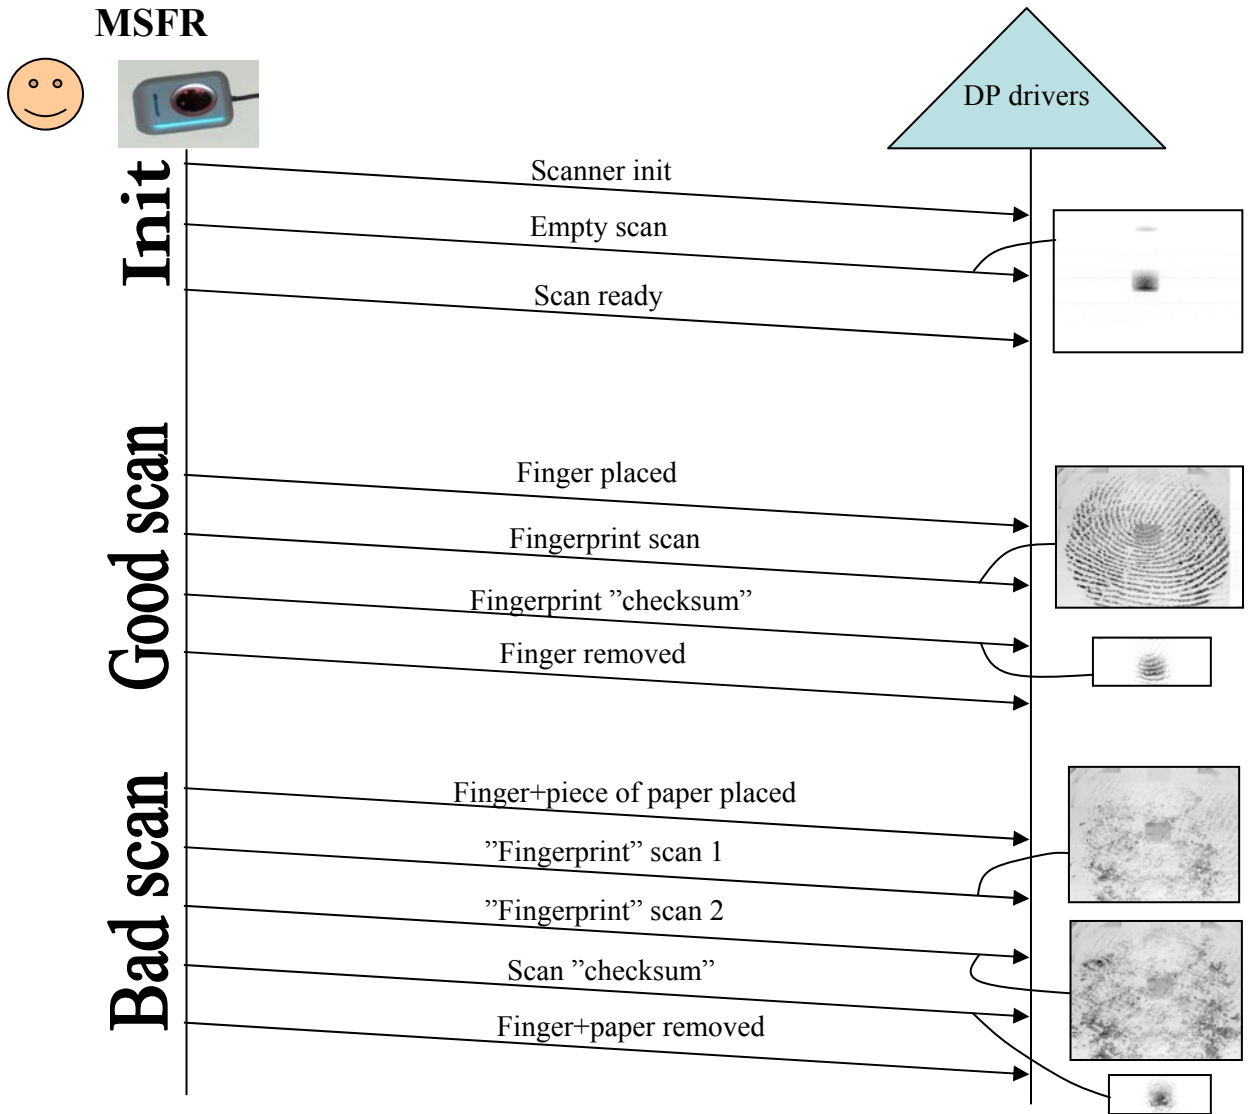 MSFR
DP drivers
Init
Scanner init
Empty scan
Scan ready
Good scan
Finger placed
Fingerprint scan
Fingerprint ”checksum”
Finger removed
Bad scan
Finger+piece of paper placed
”Fingerprint” scan 1
”Fingerprint” scan 2
Scan ”checksum”
Finger+paper removed